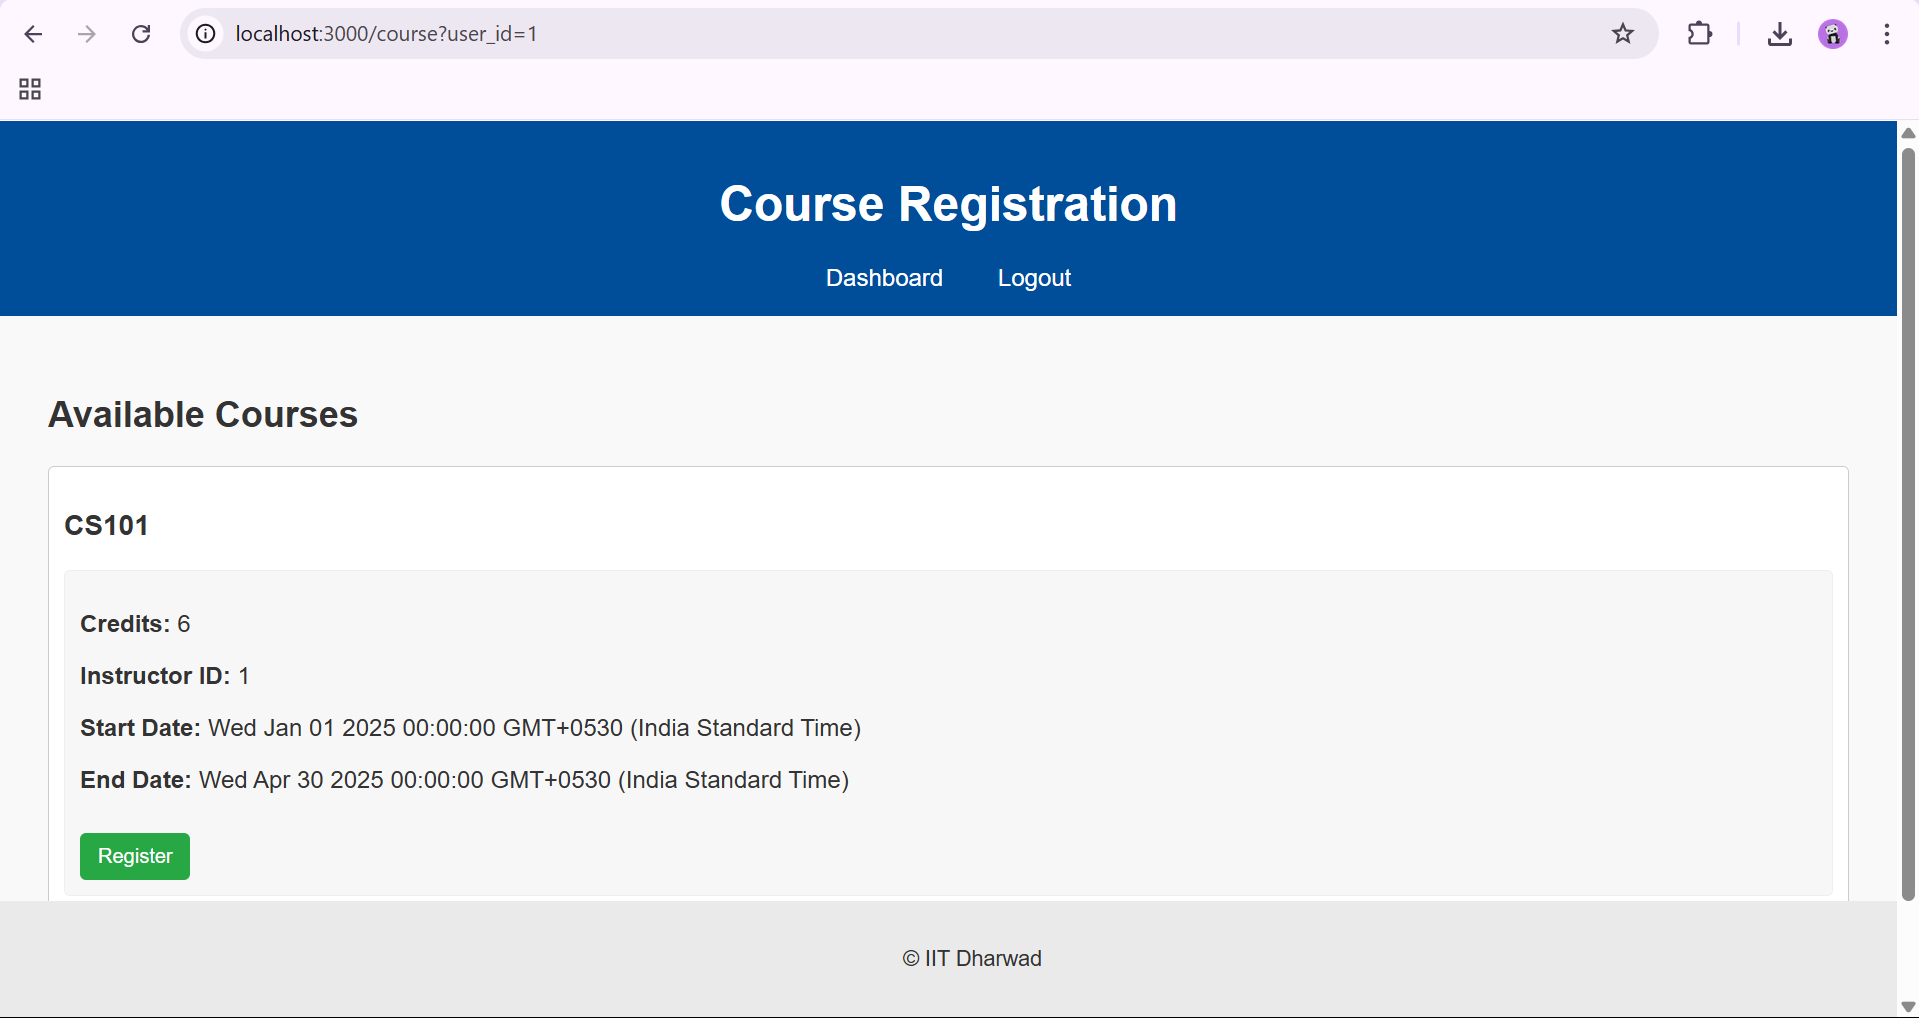 localhost:3000/course?user_id=1
Course Registration
Dashboard Logout
Available Courses
CS101
Credits: 6
Instructor ID: 1
Start Date: Wed Jan 01 2025 00:00:00 GMT+0530 (India Standard Time)
End Date: Wed Apr 30 2025 00:00:00 GMT+0530 (India Standard Time)
Register
© IIT Dharwad